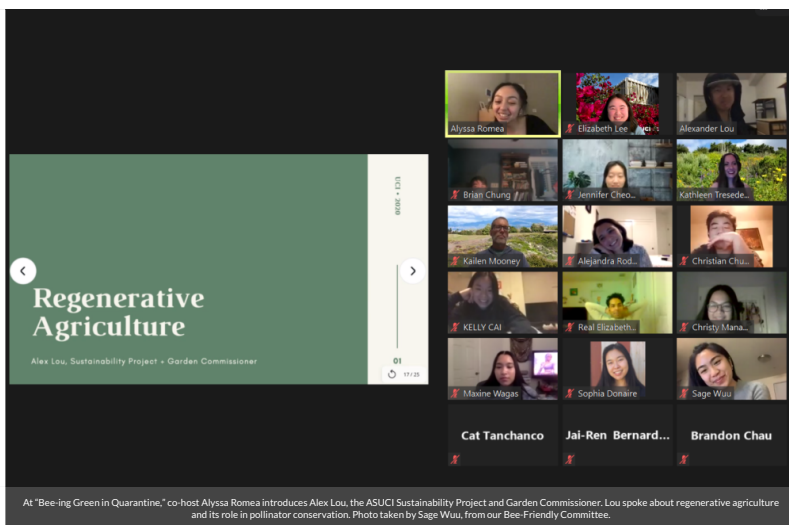 UCI • 2020
Regenerative
Agriculture
Alex Lou, Sustainability Project + Garden Commissioner
01
17 / 25
Alyssa Romea
Elizabeth Lee
UCI
Alexander Lou
Brian Chung
Jennifer Cheo...
Kathleen Tresede...
Kailen Mooney
Alejandra Rod...
Christian Chu...
KELLY CAI
Real Elizabeth...
Christy Mana...
Maxine Wagas
Sophia Donaire
Sage Wuu
Cat Tanchanco
Jai-Ren Bernard...
Brandon Chau
At “Bee-ing Green in Quarantine,” co-host Alyssa Romea introduces Alex Lou, the ASUCI Sustainability Project and Garden Commissioner. Lou spoke about regenerative agriculture
and its role in pollinator conservation. Photo taken by Sage Wuu, from our Bee-Friendly Committee.